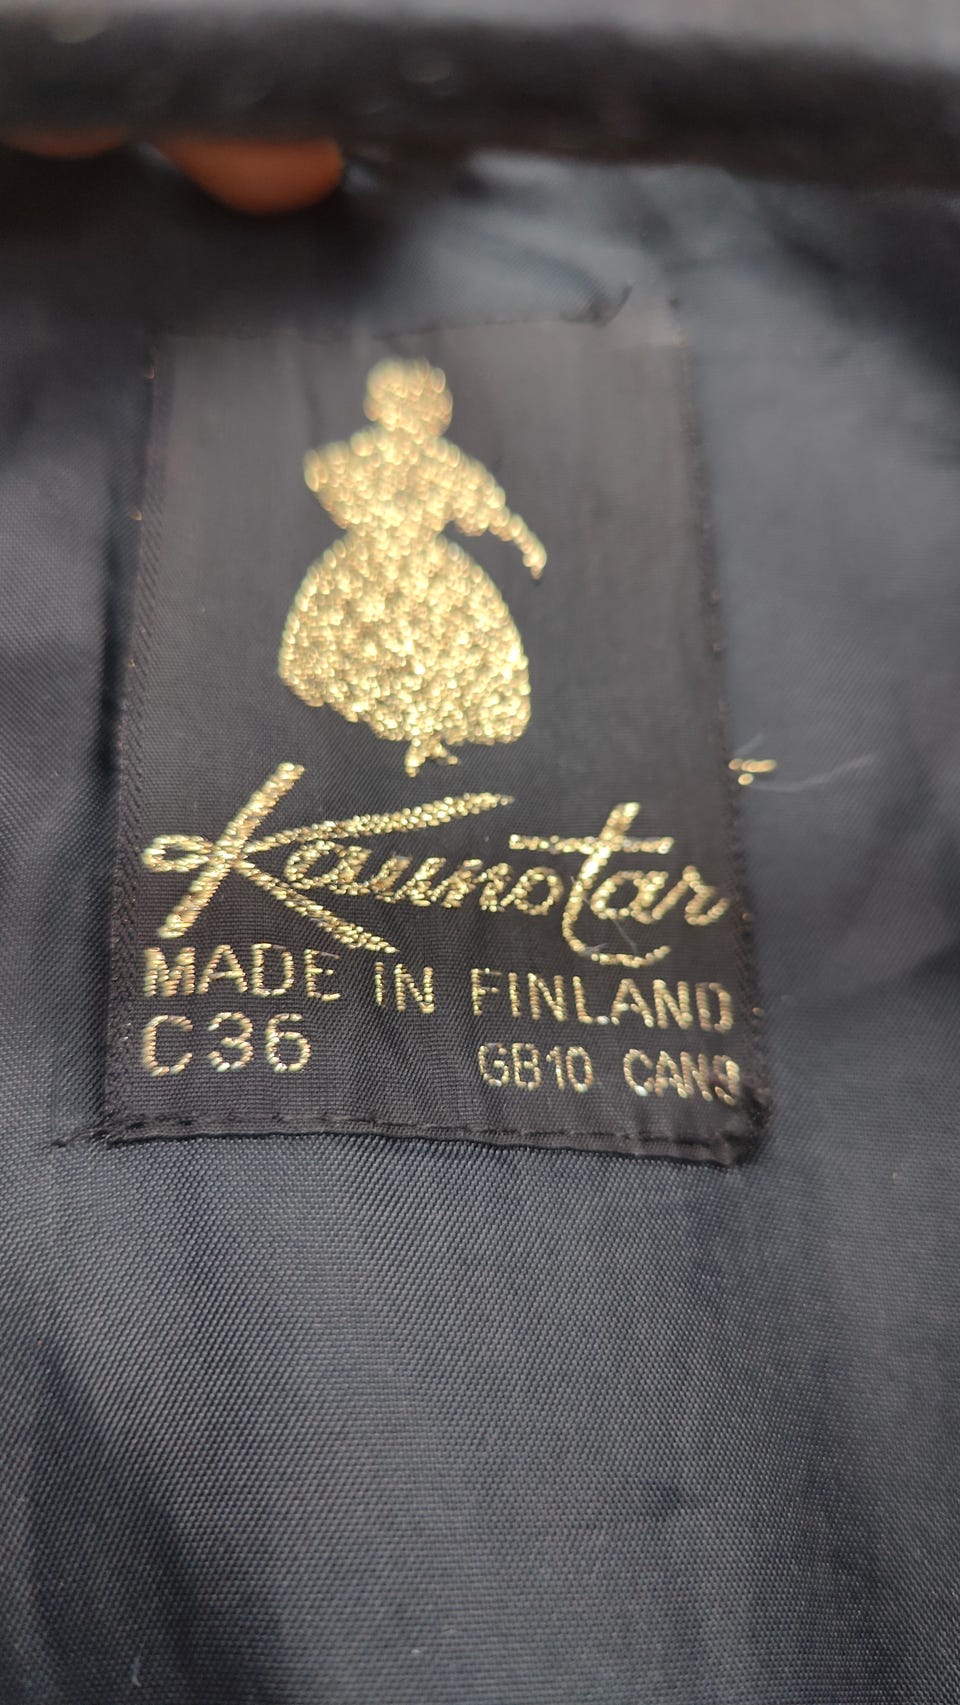 Kaunotar
MADE IN FINLAND
C36 GB10 CAN9